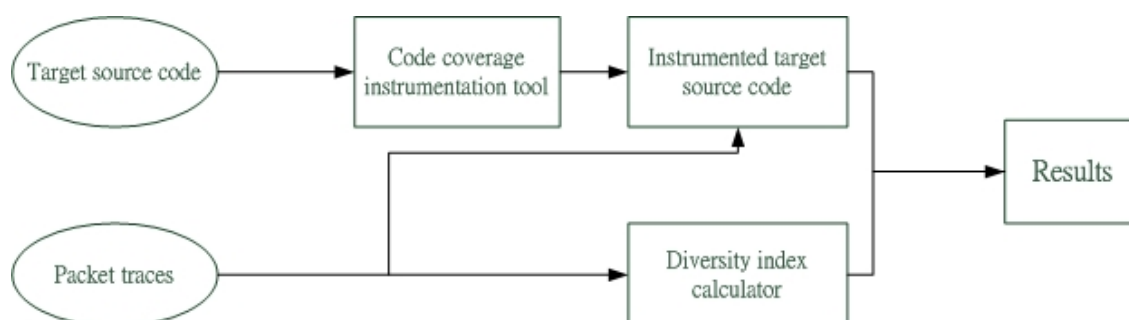 Target source code
Code coverage
instrumentation tool
Instrumented target
source code
Results
Packet traces
Diversity index
calculator